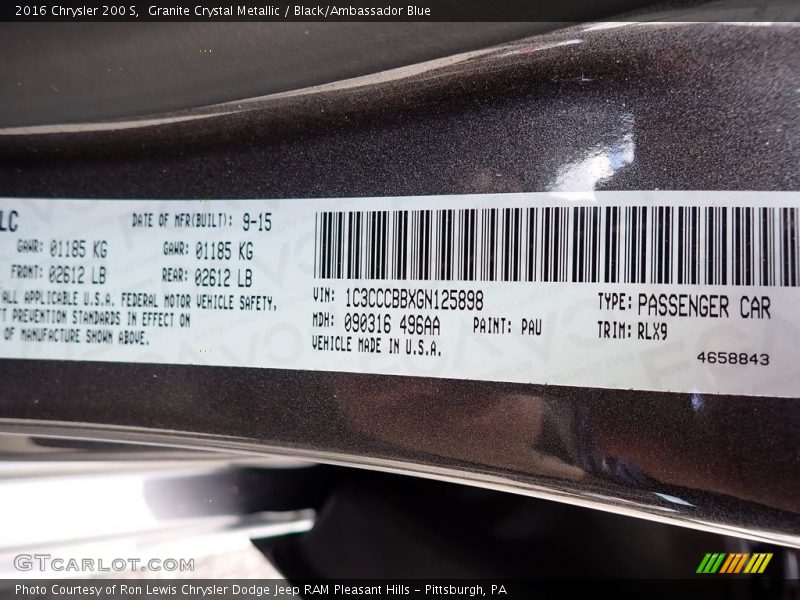 2016 Chrysler 200 S,  Granite Crystal Metallic / Black/Ambassador Blue
LC
DATE OF MFR(BUILT): 9-15
GAWR: 01185 KG GAWR: 01185 KG
FRONT: 02612 LB REAR: 02612 LB
ALL APPLICABLE U.S.A. FEDERAL MOTOR VEHICLE SAFETY,
FT PREVENTION STANDARDS IN EFFECT ON
OF MANUFACTURE SHOWN ABOVE.
VIN: 1C3CCCBBXGN125898 TYPE: PASSENGER CAR
MDH: 090316 496AA PAINT: PAU TRIM: RLX9
VEHICLE MADE IN U.S.A.
4658843
GTCARLOT.COM
Photo Courtesy of Ron Lewis Chrysler Dodge Jeep RAM Pleasant Hills - Pittsburgh, PA